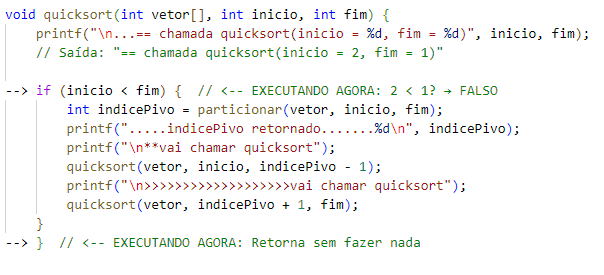 void quicksort(int vetor[], int inicio, int fim) {
    printf("\n...== chamada quicksort(inicio = %d, fim = %d)", inicio, fim);
    // Saída: "== chamada quicksort(inicio = 2, fim = 1)"
--> if (inicio < fim) {  // <-- EXECUTANDO AGORA: 2 < 1? → FALSO
        int indicePivo = particionar(vetor, inicio, fim);
        printf(".....indicePivo retornado.......%d\n", indicePivo);
        printf("\n**vai chamar quicksort");
        quicksort(vetor, inicio, indicePivo - 1);
        printf("\n>>>>>>>>>>>>>>>>>>>vai chamar quicksort");
        quicksort(vetor, indicePivo + 1, fim);
    }
--> }  // <-- EXECUTANDO AGORA: Retorna sem fazer nada